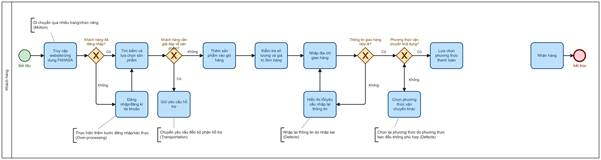 Di chuyển qua nhiều trang/chức năng
(Motion)
Khách hàng đã
đăng nhập?
Khách hàng cần
giải đáp về sản
phẩm?
Thông tin giao hàng
hợp lệ?
Phương thức vận
chuyển khả dụng?
Bắt đầu
Truy cập
website/ứng
dụng FAHASA
Có
Tìm kiếm và
lựa chọn sản
phẩm
Không
Thêm sản
phẩm vào giỏ
hàng
Kiểm tra số
lượng và giá
trị đơn hàng
Nhập địa chỉ
giao hàng
Có
Có
Lựa chọn
phương thức
thanh toán
Nhận hàng
Kết thúc
Khách hàng
Không
Có
Không
Không
Đăng
nhập/đăng kí
tài khoản
Gửi yêu cầu hỗ
trợ
Hiển thị lỗi/yêu
cầu nhập lại
thông tin
Chọn phương
thức vận
chuyển khác
Thực hiện thêm bước đăng nhập/xác thực
(Over-processing)
Chuyển yêu cầu đến bộ phận hỗ trợ
(Transportation)
Nhập lại thông tin do nhập sai
(Defects)
Chọn lại phương thức do phương thức
ban đầu không phù hợp (Defects)